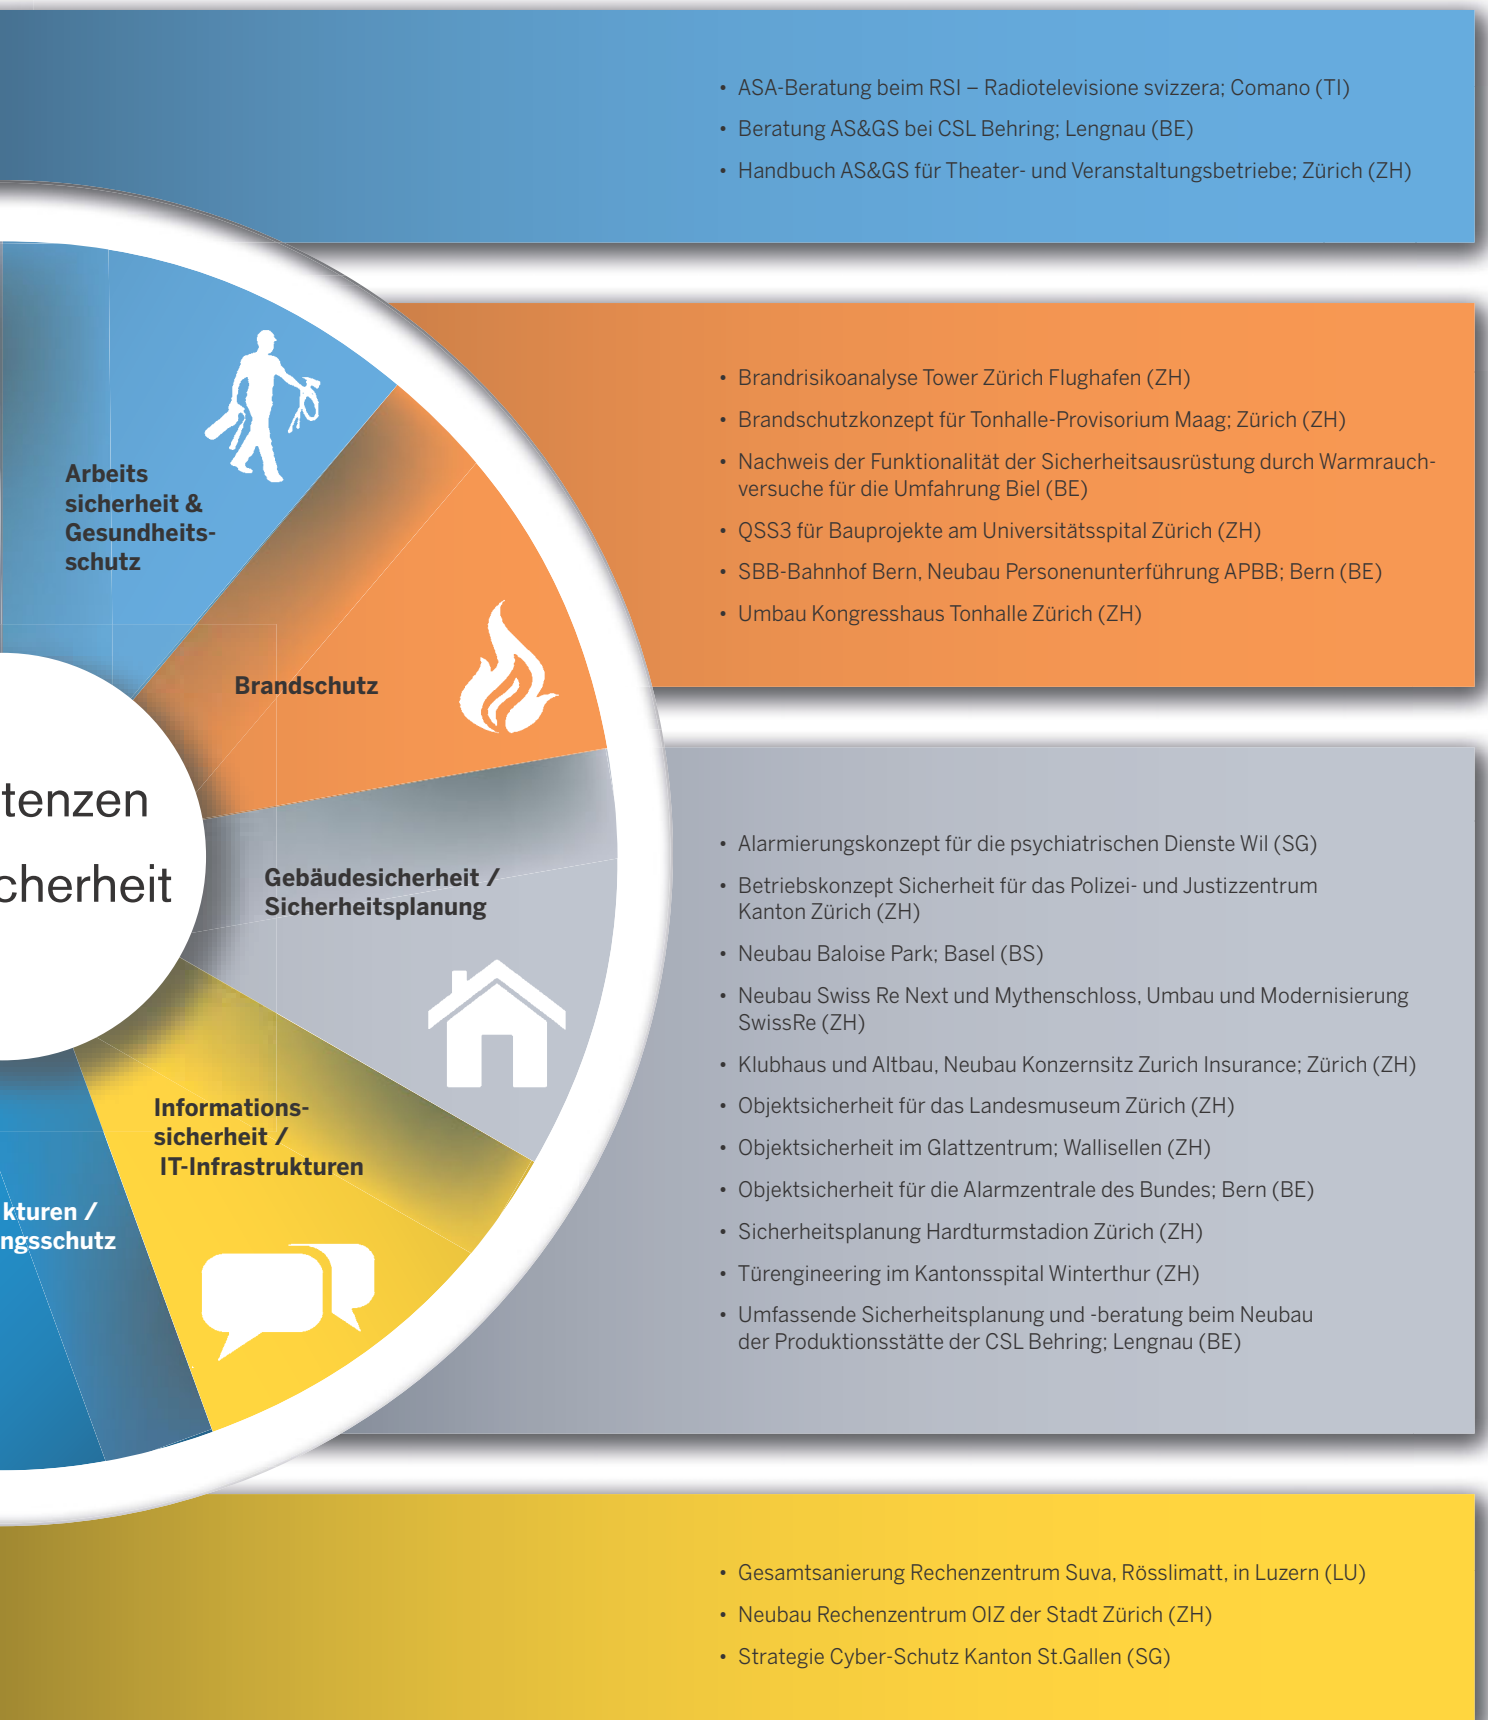 • ASA-Beratung beim RSI – Radiotelevisione svizzera; Comano (TI)
• Beratung AS&GS bei CSL Behring; Lengnau (BE)
• Handbuch AS&GS für Theater- und Veranstaltungsbetriebe; Zürich (ZH)
Arbeits
sicherheit &
Gesundheits-
schutz
• Brandrisikoanalyse Tower Zürich Flughafen (ZH)
• Brandschutzkonzept für Tonhalle-Provisorium Maag; Zürich (ZH)
• Nachweis der Funktionalität der Sicherheitsausrüstung durch Warmrauch-
versuche für die Umfahrung Biel (BE)
• QSS3 für Bauprojekte am Universitätsspital Zürich (ZH)
• SBB-Bahnhof Bern, Neubau Personenunterführung APBB; Bern (BE)
• Umbau Kongresshaus Tonhalle Zürich (ZH)
Brandschutz
tenzen
cherheit
Gebäudesicherheit /
Sicherheitsplanung
• Alarmierungskonzept für die psychiatrischen Dienste Wil (SG)
• Betriebskonzept Sicherheit für das Polizei- und Justizzentrum
Kanton Zürich (ZH)
• Neubau Baloise Park; Basel (BS)
• Neubau Swiss Re Next und Mythenschloss, Umbau und Modernisierung
SwissRe (ZH)
• Klubhaus und Altbau, Neubau Konzernsitz Zurich Insurance; Zürich (ZH)
• Objektsicherheit für das Landesmuseum Zürich (ZH)
• Objektsicherheit im Glattzentrum; Wallisellen (ZH)
• Objektsicherheit für die Alarmzentrale des Bundes; Bern (BE)
• Sicherheitsplanung Hardturmstadion Zürich (ZH)
• Türengineering im Kantonsspital Winterthur (ZH)
• Umfassende Sicherheitsplanung und -beratung beim Neubau
der Produktionsstätte der CSL Behring; Lengnau (BE)
Informations-
sicherheit /
IT-Infrastrukturen
kturen /
ngsschutz
• Gesamtsanierung Rechenzentrum Suva, Rösslimatt, in Luzern (LU)
• Neubau Rechenzentrum OIZ der Stadt Zürich (ZH)
• Strategie Cyber-Schutz Kanton St.Gallen (SG)